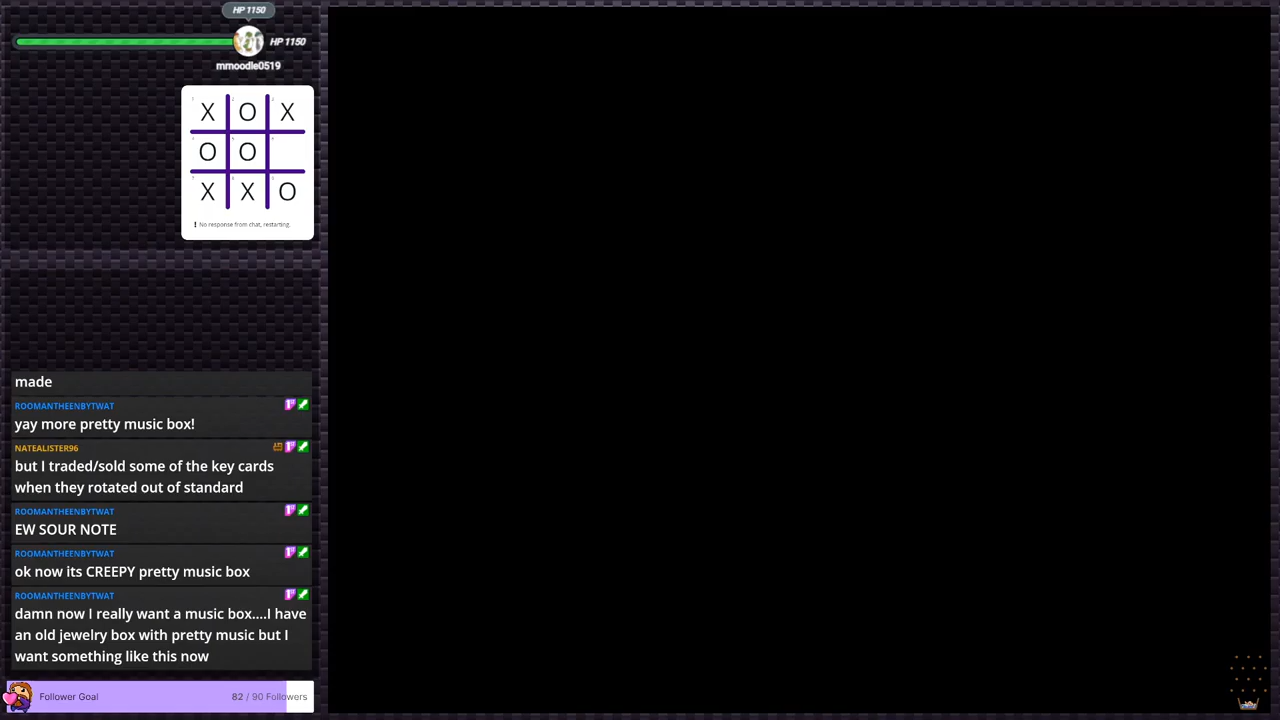 HP 1150
HP 1150
mmoodle0519
X O X
O O
X X O
! No response from chat, restarting.
made
ROOMANTHEENBYTWAT
yay more pretty music box!
NATEALISTER96
but I traded/sold some of the key cards
when they rotated out of standard
ROOMANTHEENBYTWAT
EW SOUR NOTE
ROOMANTHEENBYTWAT
ok now its CREEPY pretty music box
ROOMANTHEENBYTWAT
damn now I really want a music box....I have
an old jewelry box with pretty music but I
want something like this now
Follower Goal 82 / 90 Followers